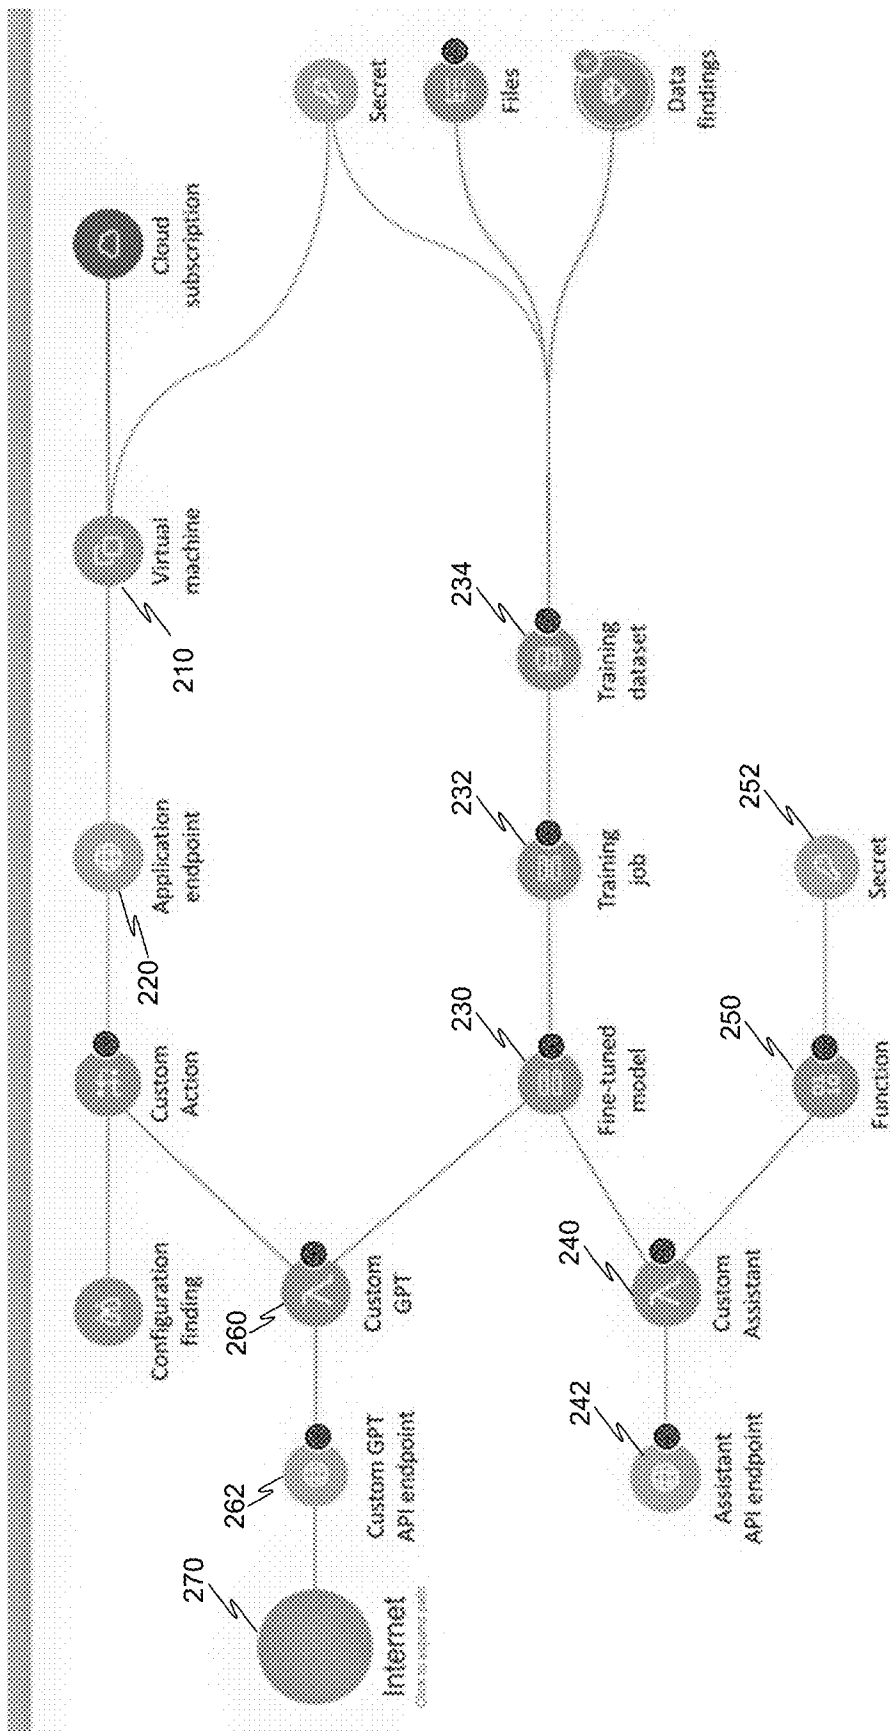 Configuration
finding
Custom
Action
220
Application
endpoint
210
Virtual
machine
Cloud
subscription
270
Internet
262
Custom GPT
API endpoint
260
Custom
GPT
Secret
Files
Data
findings
230
Fine-tuned
model
232
Training
job
234
Training
dataset
242
Assistant
API endpoint
240
Custom
Assistant
250
Function
252
Secret